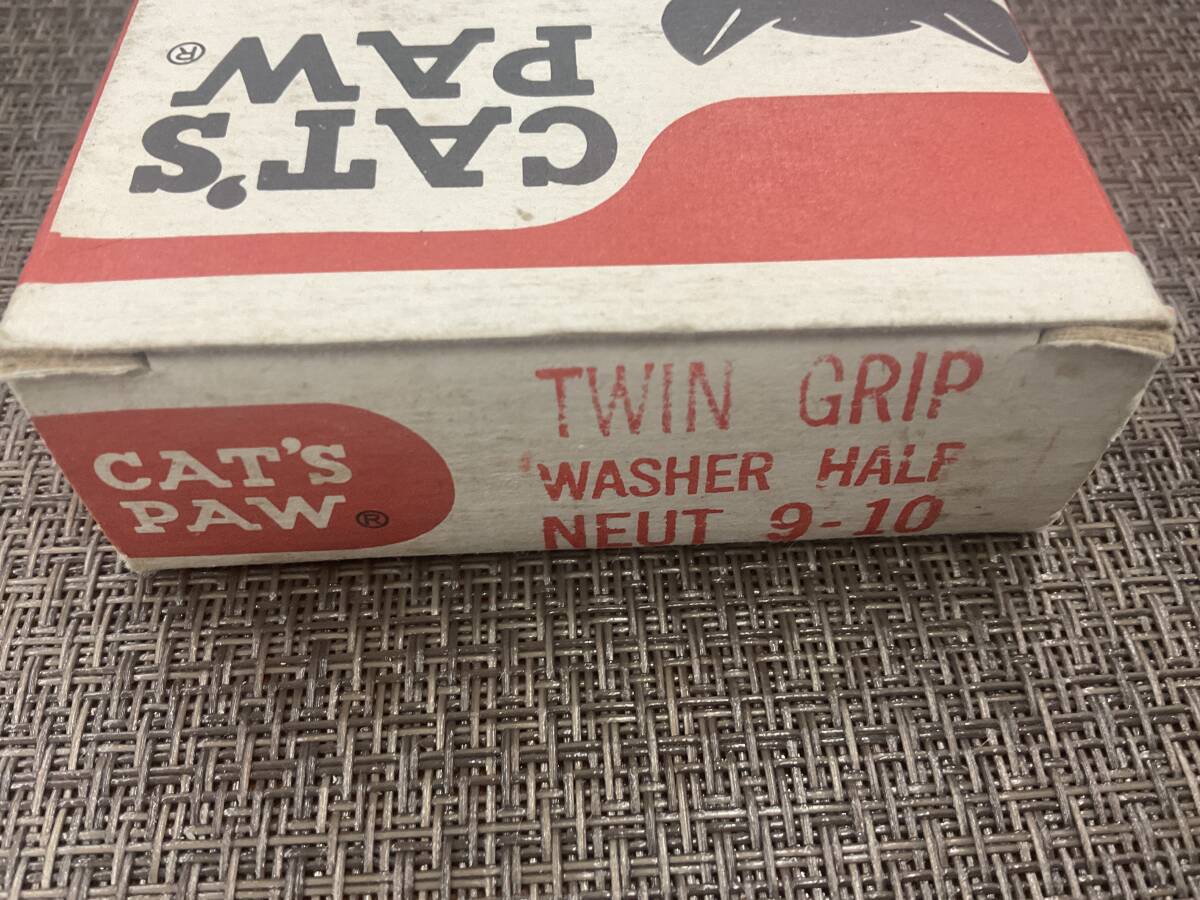 CAT'S
PAW®
CAT'S
PAW®
TWIN GRIP
WASHER HALF
NEUT 9-10